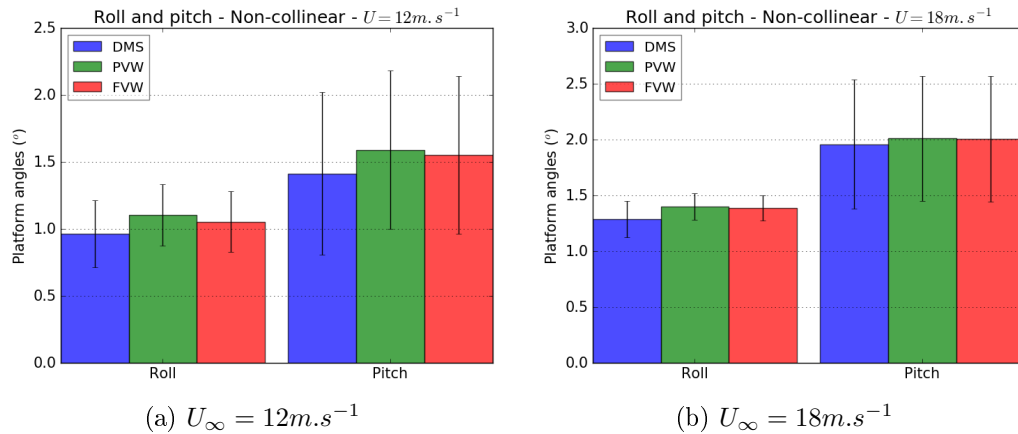 Roll and pitch - Non-collinear - U = 12m.s⁻¹
2.5
2.0
1.5
1.0
0.5
0.0
Platform angles (°)
DMS
PVW
FVW
Roll
Pitch
(a) U∞ = 12m.s⁻¹
Roll and pitch - Non-collinear - U = 18m.s⁻¹
3.0
2.5
2.0
1.5
1.0
0.5
0.0
Platform angles (°)
DMS
PVW
FVW
Roll
Pitch
(b) U∞ = 18m.s⁻¹